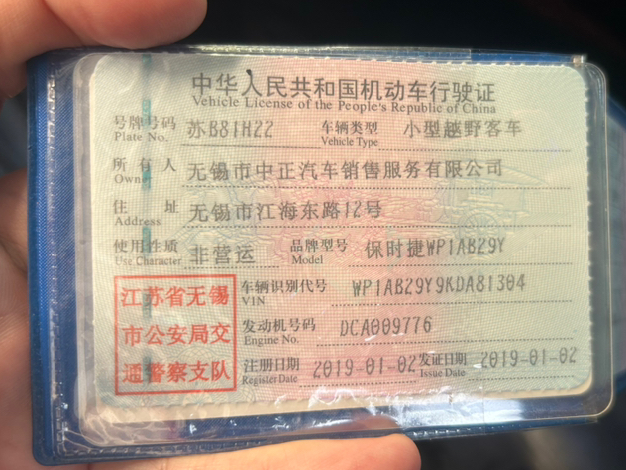 中华人民共和国机动车行驶证
Vehicle License of the People's Republic of China
号牌号码 苏B81H22 车辆类型 小型越野客车
Plate No. Vehicle Type
所有人 无锡市中正汽车销售服务有限公司
Owner
住址 无锡市江海东路12号
Address
使用性质 非营运 品牌型号 保时捷WP1AB29Y
Use Character Model
江苏省无锡
市公安局交
通警察支队
车辆识别代号 WP1AB29Y9KDA81304
VIN
发动机号码 DCA009776
Engine No.
注册日期 2019-01-02 发证日期 2019-01-02
Register Date Issue Date